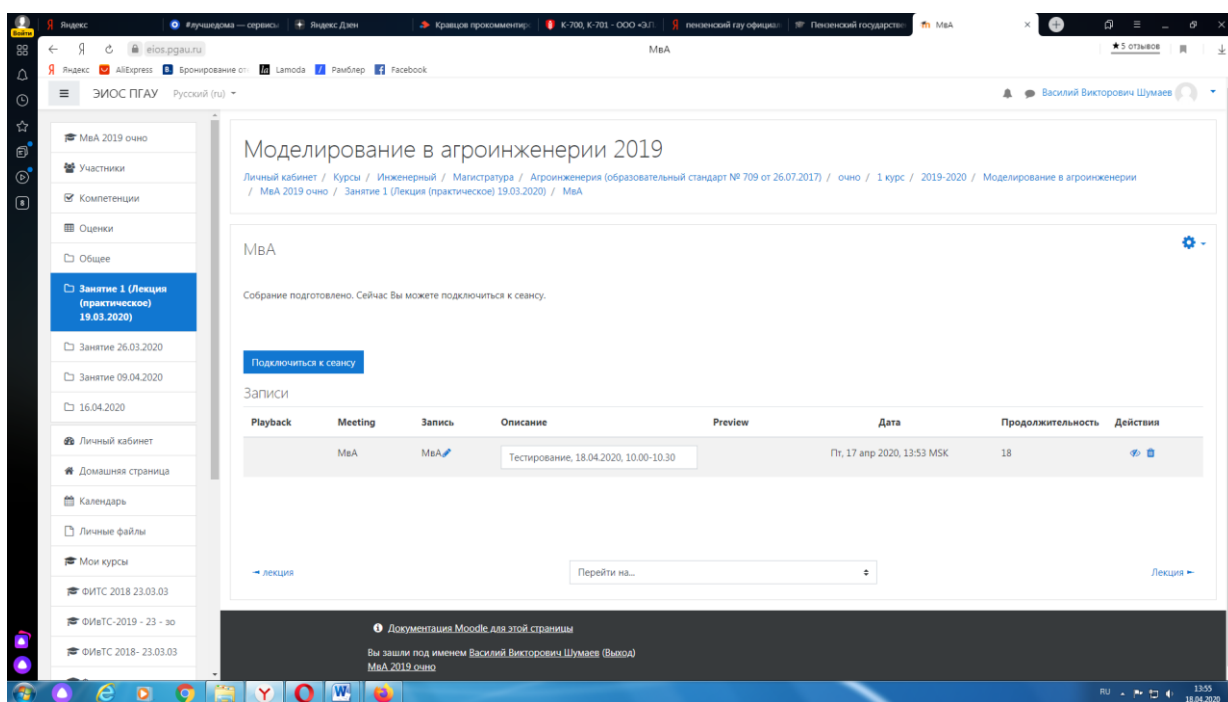 Яндекс
#лучшедома — сервисы
Яндекс Дзен
Кравцов прокомментир
К-700, К-701 - ООО «Э.П.
пензенский гау официал
Пензенский государстве
МвА
Войти
eios.pgau.ru
МвА
★5 отзывов
Яндекс
AliExpress
Бронирование от
Lamoda
Рамблер
Facebook
ЭИОС ПГАУ
Русский (ru)
Василий Викторович Шумаев
МвА 2019 очно
Участники
Компетенции
Оценки
Общее
Занятие 1 (Лекция
(практическое)
19.03.2020)
Занятие 26.03.2020
Занятие 09.04.2020
16.04.2020
Личный кабинет
Домашняя страница
Календарь
Личные файлы
Мои курсы
ФИТС 2018 23.03.03
ФИвТС-2019 - 23 - зо
ФИвТС 2018- 23.03.03
Моделирование в агроинженерии 2019
Личный кабинет / Курсы / Инженерный / Магистратура / Агроинженерия (образовательный стандарт № 709 от 26.07.2017) / очно / 1 курс / 2019-2020 / Моделирование в агроинженерии
/ МвА 2019 очно / Занятие 1 (Лекция (практическое) 19.03.2020) / МвА
МвА
Собрание подготовлено. Сейчас Вы можете подключиться к сеансу.
Подключиться к сеансу
Записи
Playback Meeting Запись Описание Preview Дата Продолжительность Действия
МвА МвА Тестирование, 18.04.2020, 10.00-10.30 Пт, 17 апр 2020, 13:53 MSK 18
◄ лекция
Перейти на...
Лекция ►
Документация Moodle для этой страницы
Вы зашли под именем Василий Викторович Шумаев (Выход)
МвА 2019 очно
RU
13:55
18.04.2020